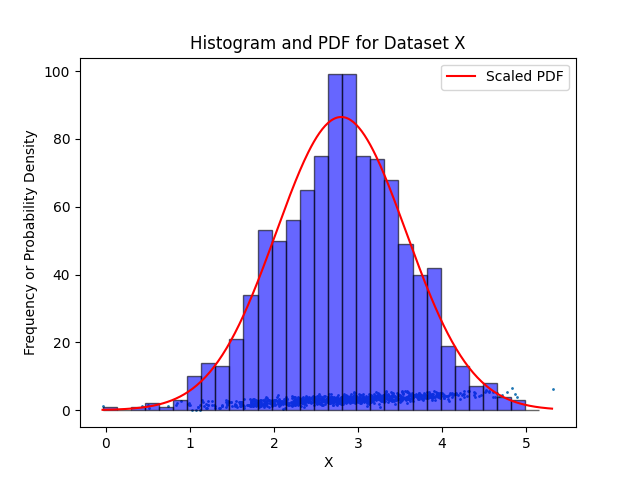 Histogram and PDF for Dataset X
Scaled PDF
Frequency or Probability Density
100
80
60
40
20
0
0 1 2 3 4 5
X